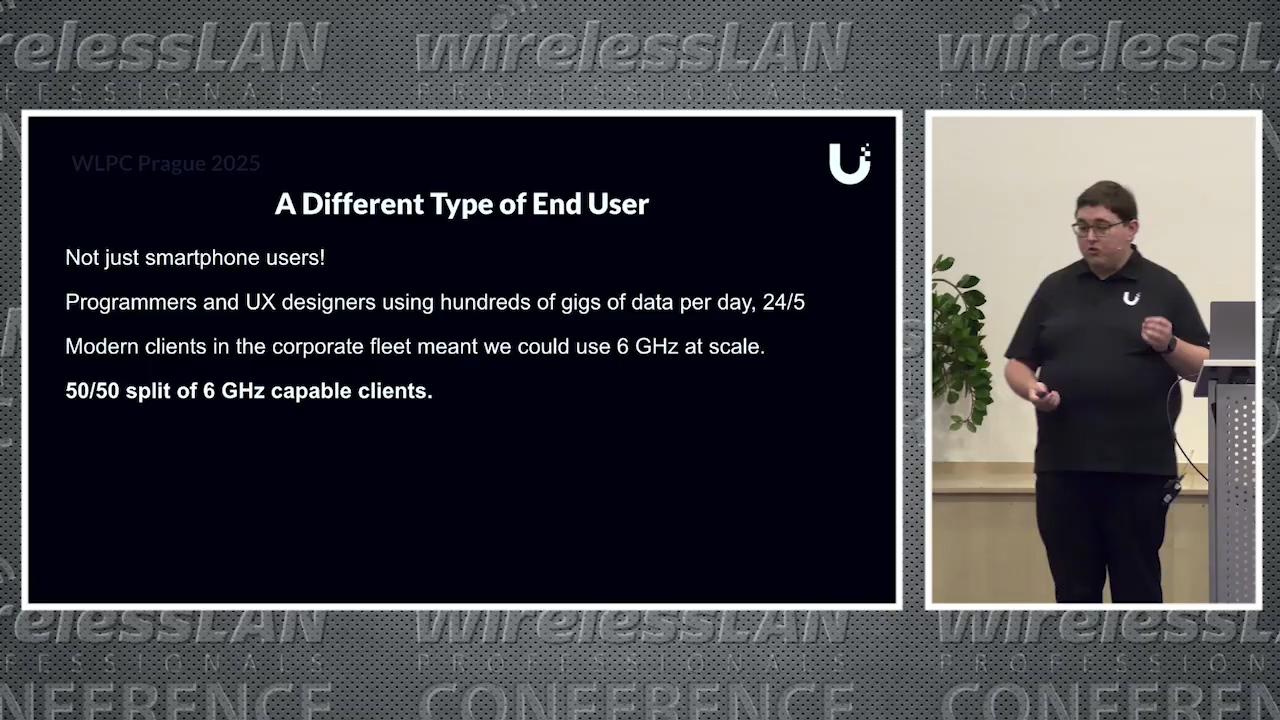 wirelessLAN
PROFESSIONALS
WLPC Prague 2025
A Different Type of End User
Not just smartphone users!
Programmers and UX designers using hundreds of gigs of data per day, 24/5
Modern clients in the corporate fleet meant we could use 6 GHz at scale.
50/50 split of 6 GHz capable clients.
wirelessLAN
PROFESSIONALS
CONFERENCE